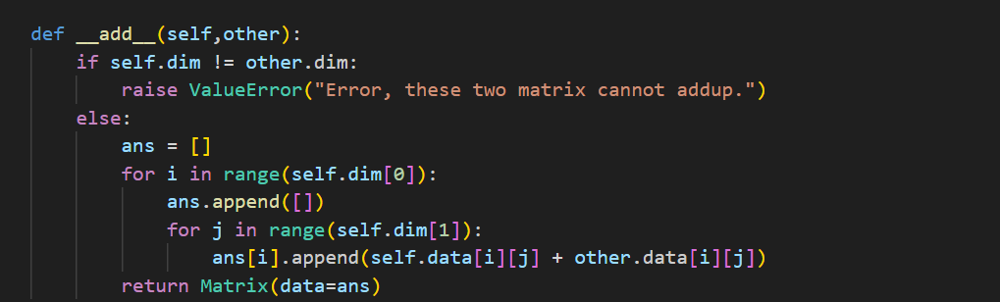 def __add__(self,other):
    if self.dim != other.dim:
        raise ValueError("Error, these two matrix cannot addup.")
    else:
        ans = []
        for i in range(self.dim[0]):
            ans.append([])
            for j in range(self.dim[1]):
                ans[i].append(self.data[i][j] + other.data[i][j])
        return Matrix(data=ans)